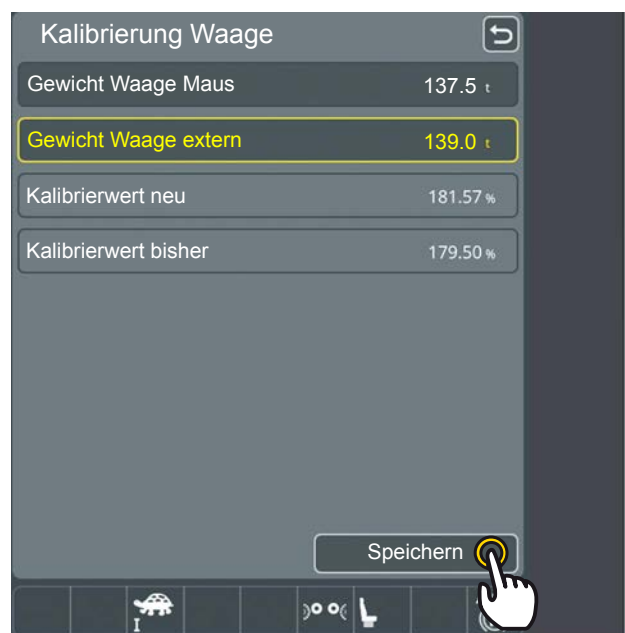 Kalibrierung Waage
Gewicht Waage Maus 137.5 t
Gewicht Waage extern 139.0 t
Kalibrierwert neu 181.57 %
Kalibrierwert bisher 179.50 %
Speichern
I